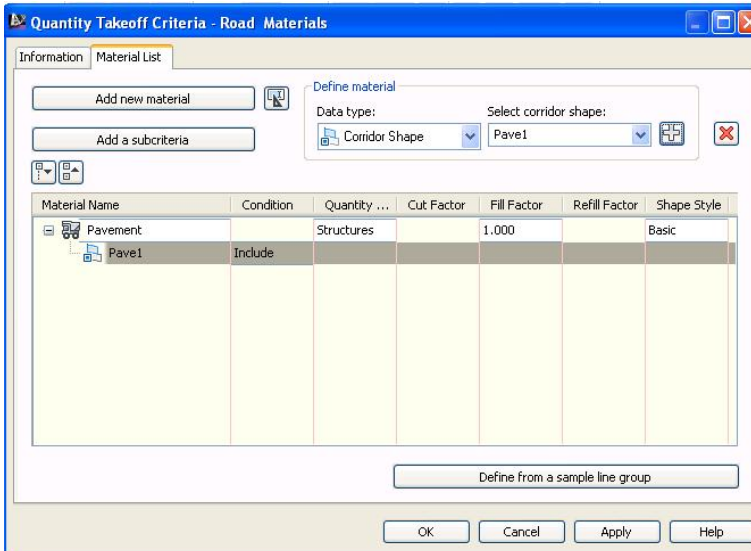 Quantity Takeoff Criteria - Road Materials
Information Material List
Add new material
Add a subcriteria
Define material
Data type: Select corridor shape:
Corridor Shape Pave1
Material Name Condition Quantity ... Cut Factor Fill Factor Refill Factor Shape Style
Pavement Structures 1.000 Basic
Pave1 Include
Define from a sample line group
OK Cancel Apply Help